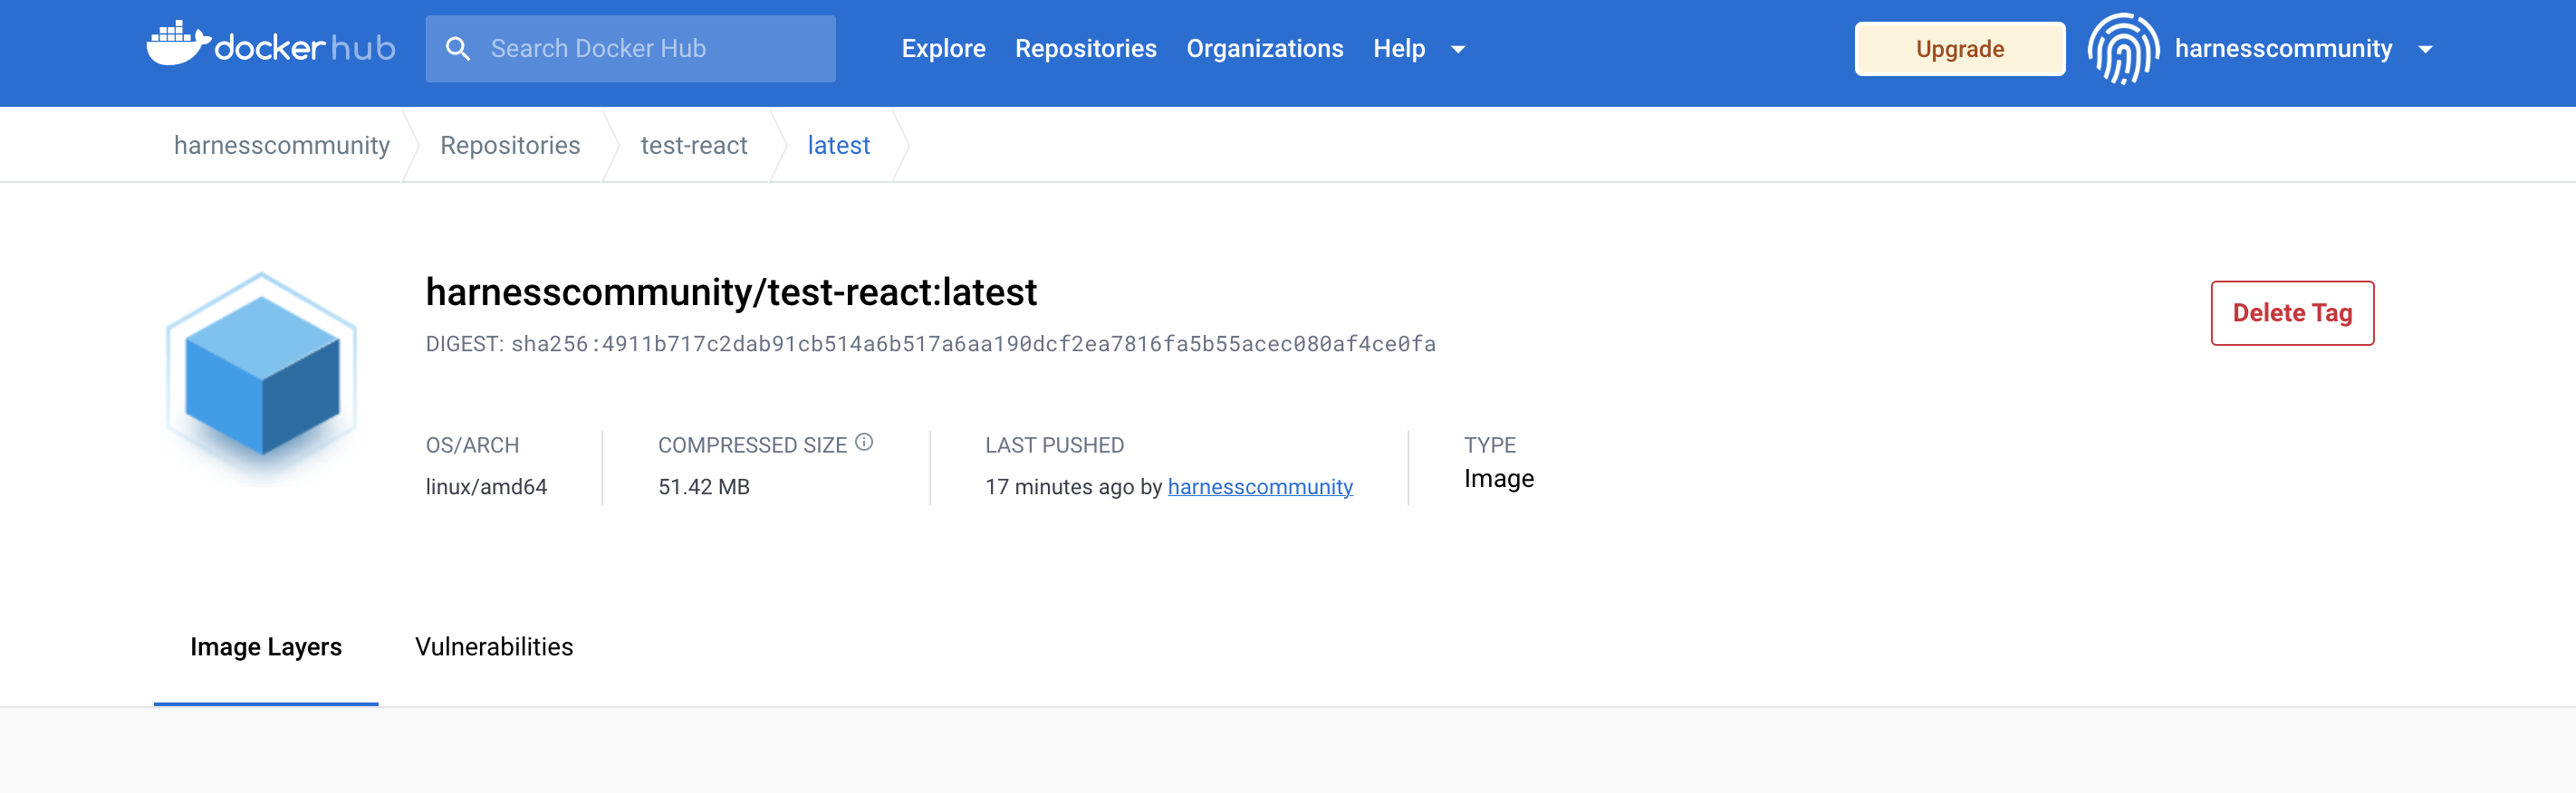 docker hub Search Docker Hub Explore Repositories Organizations Help Upgrade harnesscommunity
harnesscommunity Repositories test-react latest
harnesscommunity/test-react:latest
Delete Tag
DIGEST: sha256:4911b717c2dab91cb514a6b517a6aa190dcf2ea7816fa5b55acec080af4ce0fa
OS/ARCH COMPRESSED SIZE LAST PUSHED TYPE
linux/amd64 51.42 MB 17 minutes ago by harnesscommunity Image
Image Layers Vulnerabilities